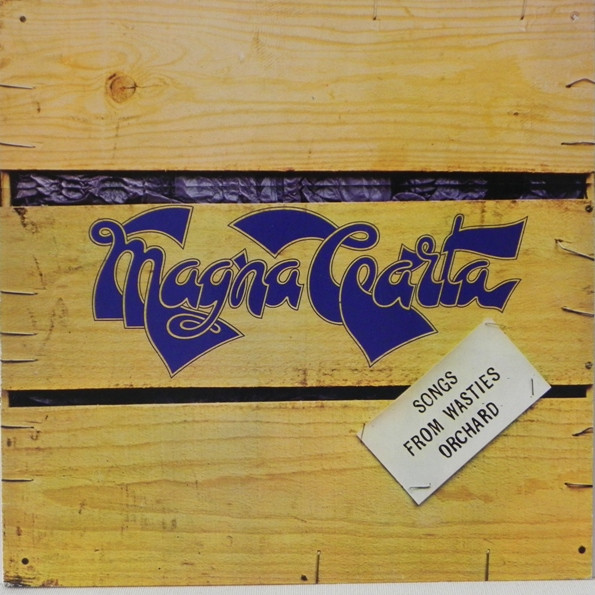 Magna Carta
SONGS
FROM WASTIES
ORCHARD